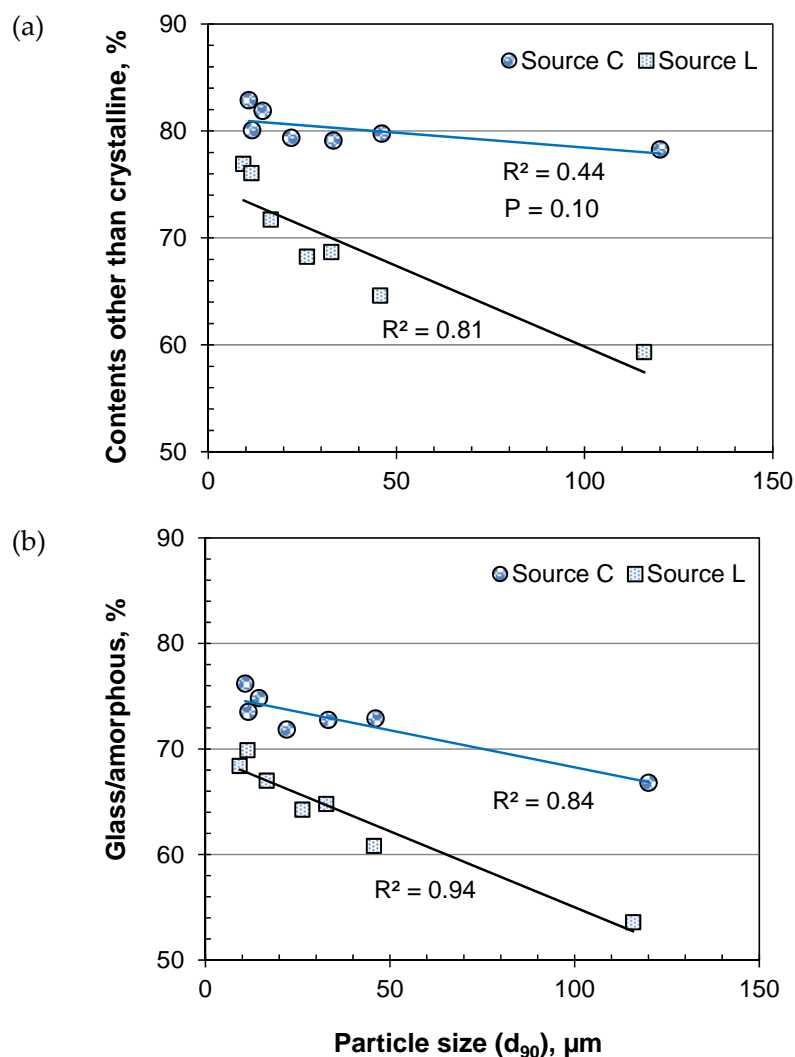 (a)
Contents other than crystalline, %
90
80
70
60
50
Source C Source L
R² = 0.44
P = 0.10
R² = 0.81
0 50 100 150
(b)
Glass/amorphous, %
90
80
70
60
50
Source C Source L
R² = 0.84
R² = 0.94
0 50 100 150
Particle size (d₉₀), µm